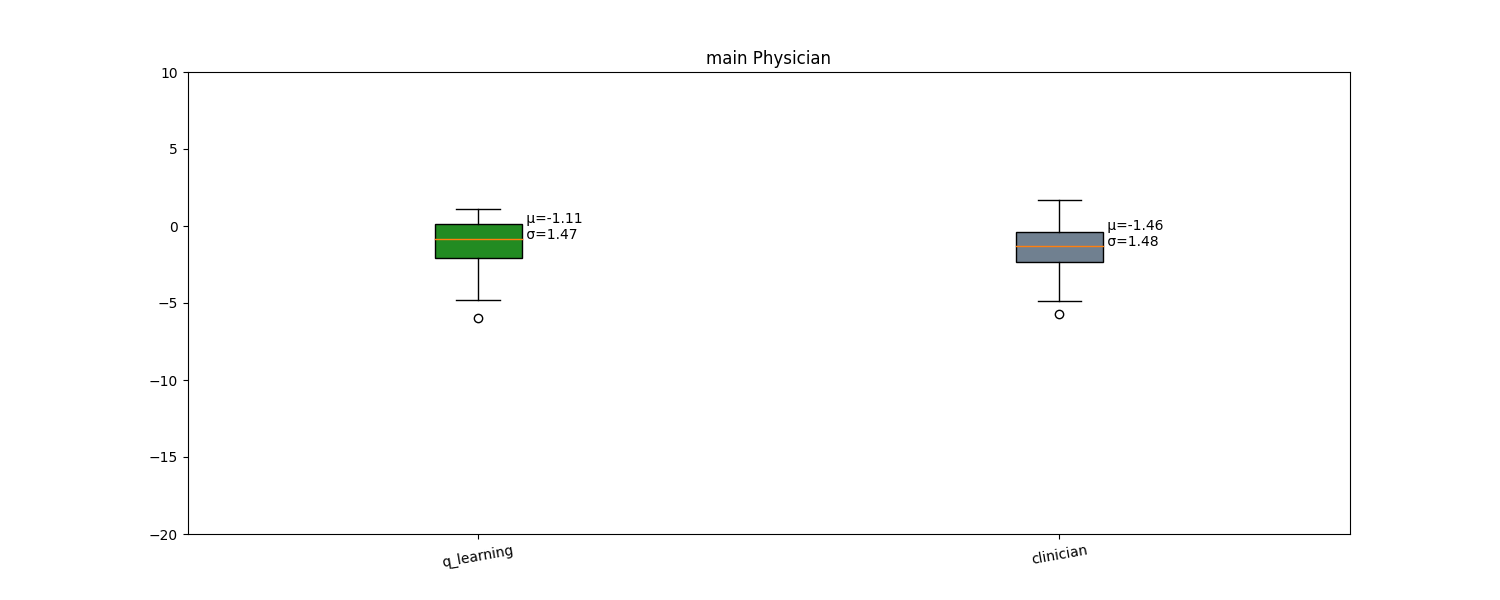 main Physician
10
5
0
−5
−10
−15
−20
μ=-1.11
σ=1.47
μ=-1.46
σ=1.48
q_learning
clinician